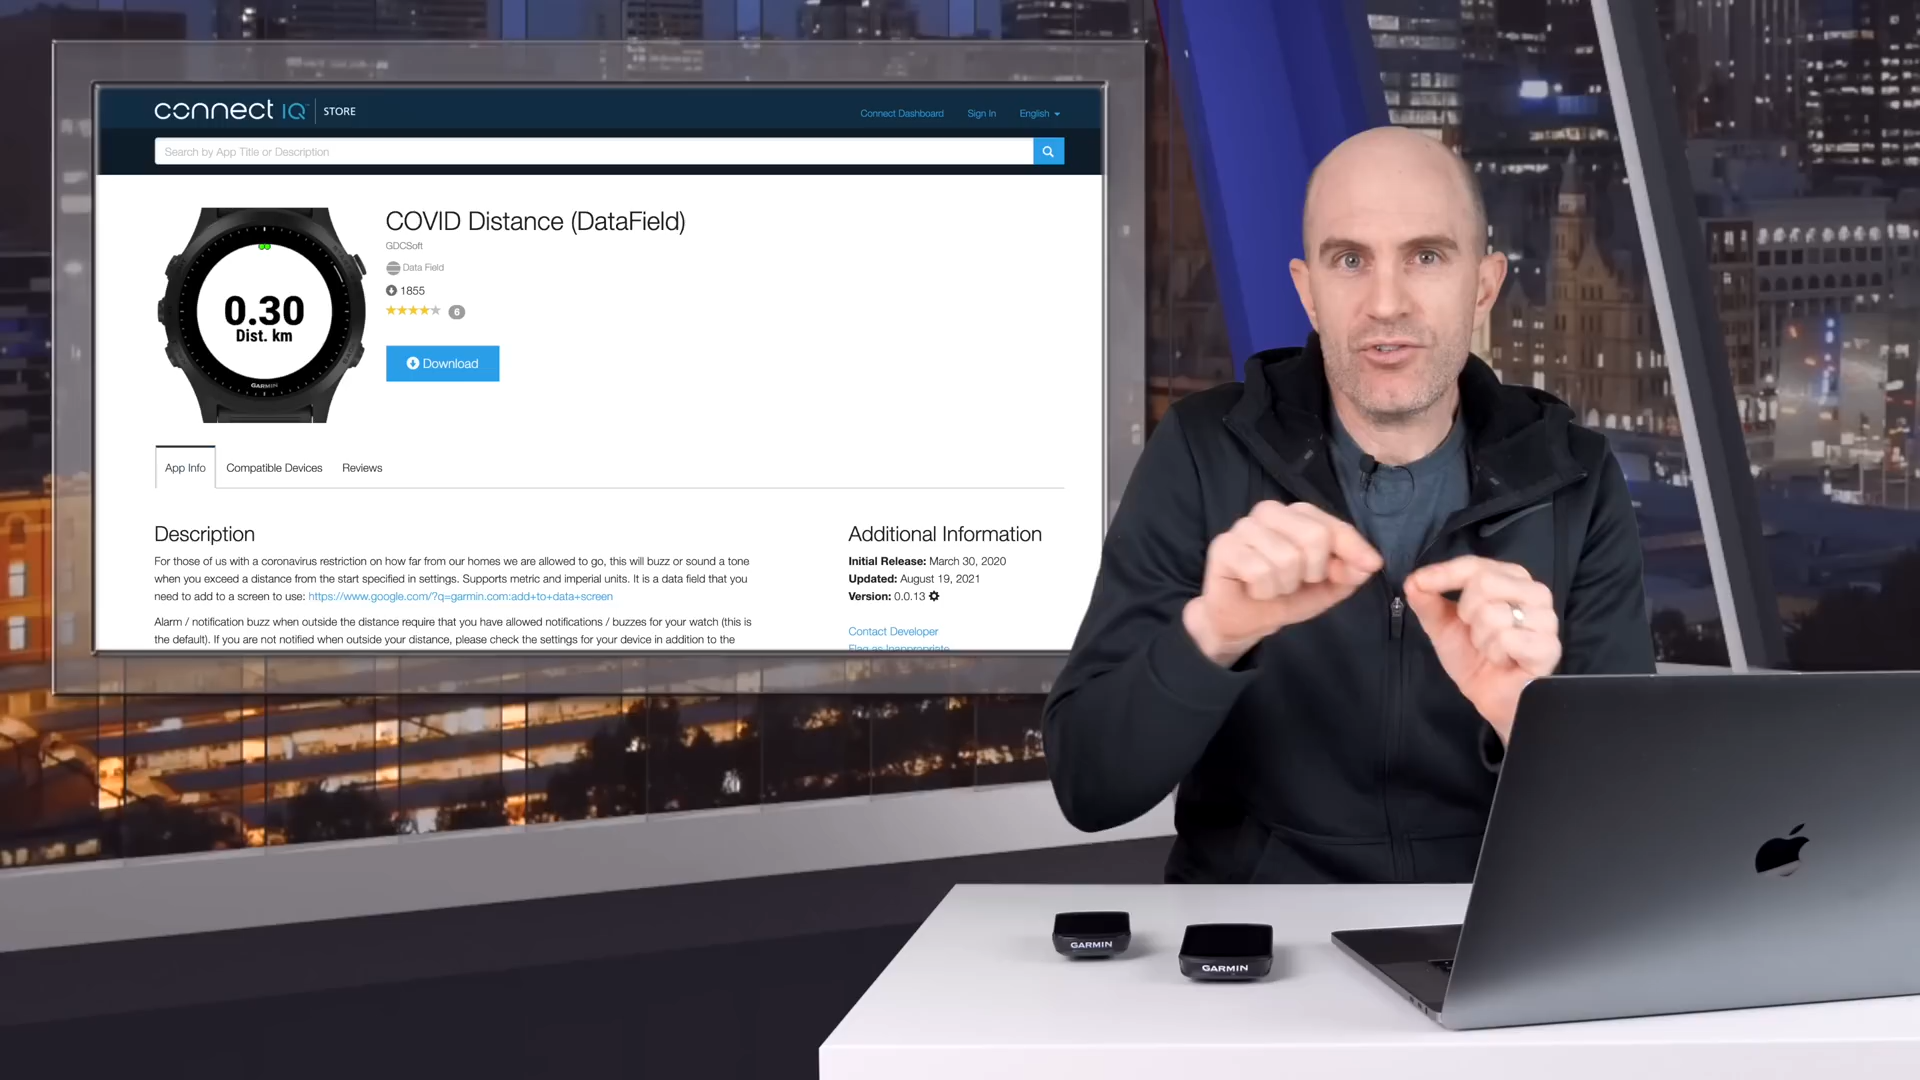 connect IQ STORE
Connect Dashboard Sign In English
Search by App Title or Description
COVID Distance (DataField)
GDCSoft
Data Field
1855
6
Download
0.30
Dist. km
GARMIN
App Info Compatible Devices Reviews
Description
For those of us with a coronavirus restriction on how far from our homes we are allowed to go, this will buzz or sound a tone
when you exceed a distance from the start specified in settings. Supports metric and imperial units. It is a data field that you
need to add to a screen to use: https://www.google.com/?q=garmin.com:add+to+data+screen
Alarm / notification buzz when outside the distance require that you have allowed notifications / buzzes for your watch (this is
the default). If you are not notified when outside your distance, please check the settings for your device in addition to the
Additional Information
Initial Release: March 30, 2020
Updated: August 19, 2021
Version: 0.0.13
Contact Developer
Flag as Inappropriate
GARMIN
GARMIN